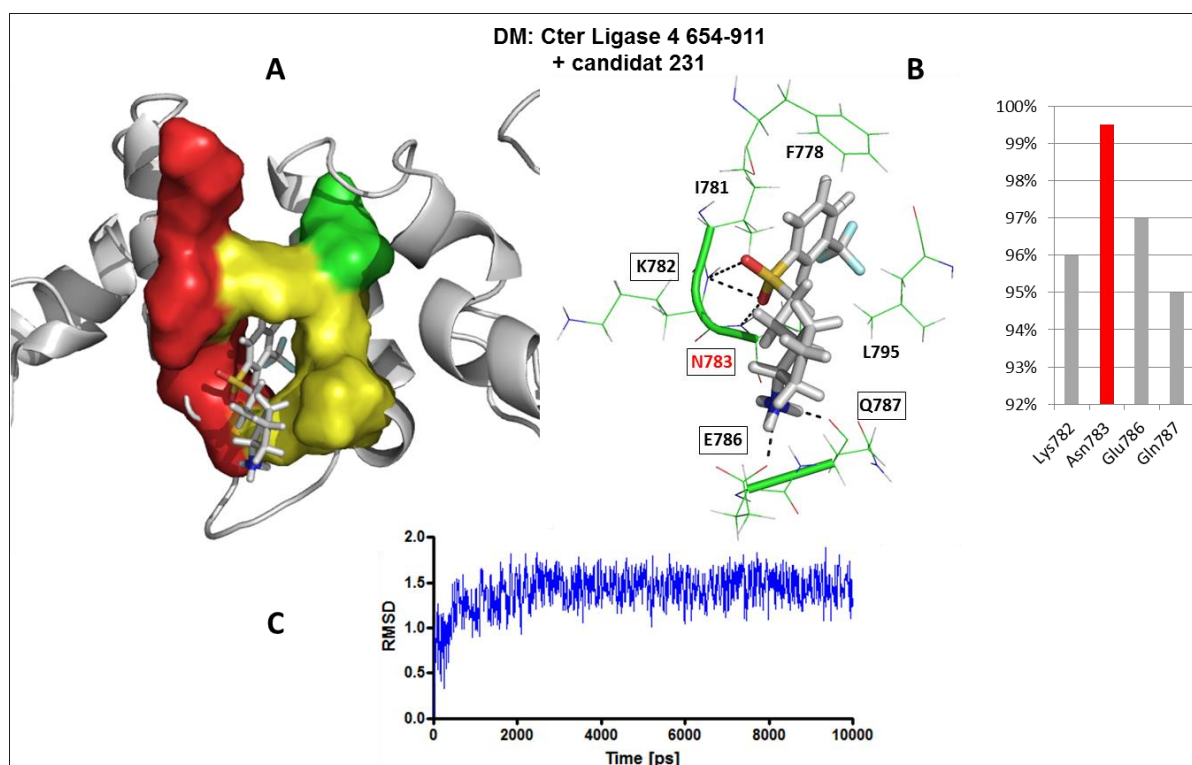 DM: Cter Ligase 4 654-911
+ candidat 231
A
B
F778
I781
K782
N783
L795
Q787
E786
100%
99%
98%
97%
96%
95%
94%
93%
92%
Lys782
Asn783
Glu786
Gln787
C
RMSD
2.0
1.5
1.0
0.5
0.0
0
2000
4000
6000
8000
10000
Time [ps]